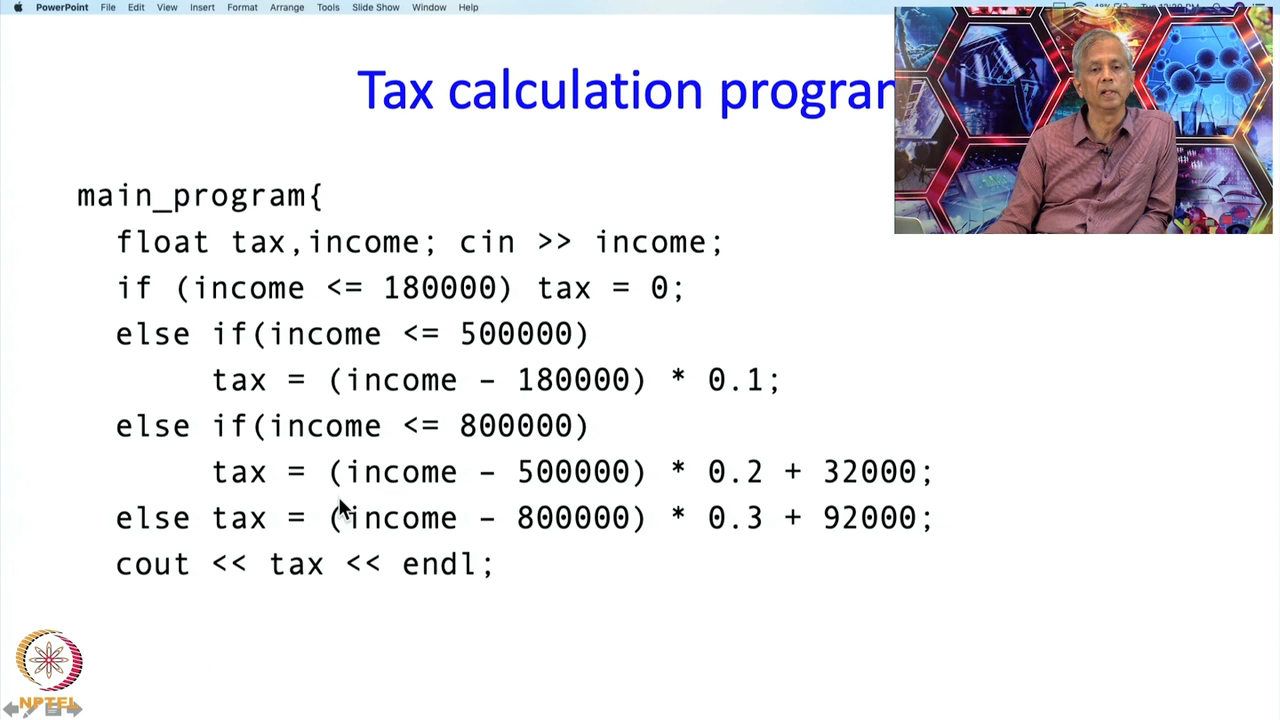 PowerPoint File Edit View Insert Format Arrange Tools Slide Show Window Help
Tax calculation program
main_program{
float tax,income; cin >> income;
if (income <= 180000) tax = 0;
else if(income <= 500000)
tax = (income – 180000) * 0.1;
else if(income <= 800000)
tax = (income – 500000) * 0.2 + 32000;
else tax = (income – 800000) * 0.3 + 92000;
cout << tax << endl;
NPTEL